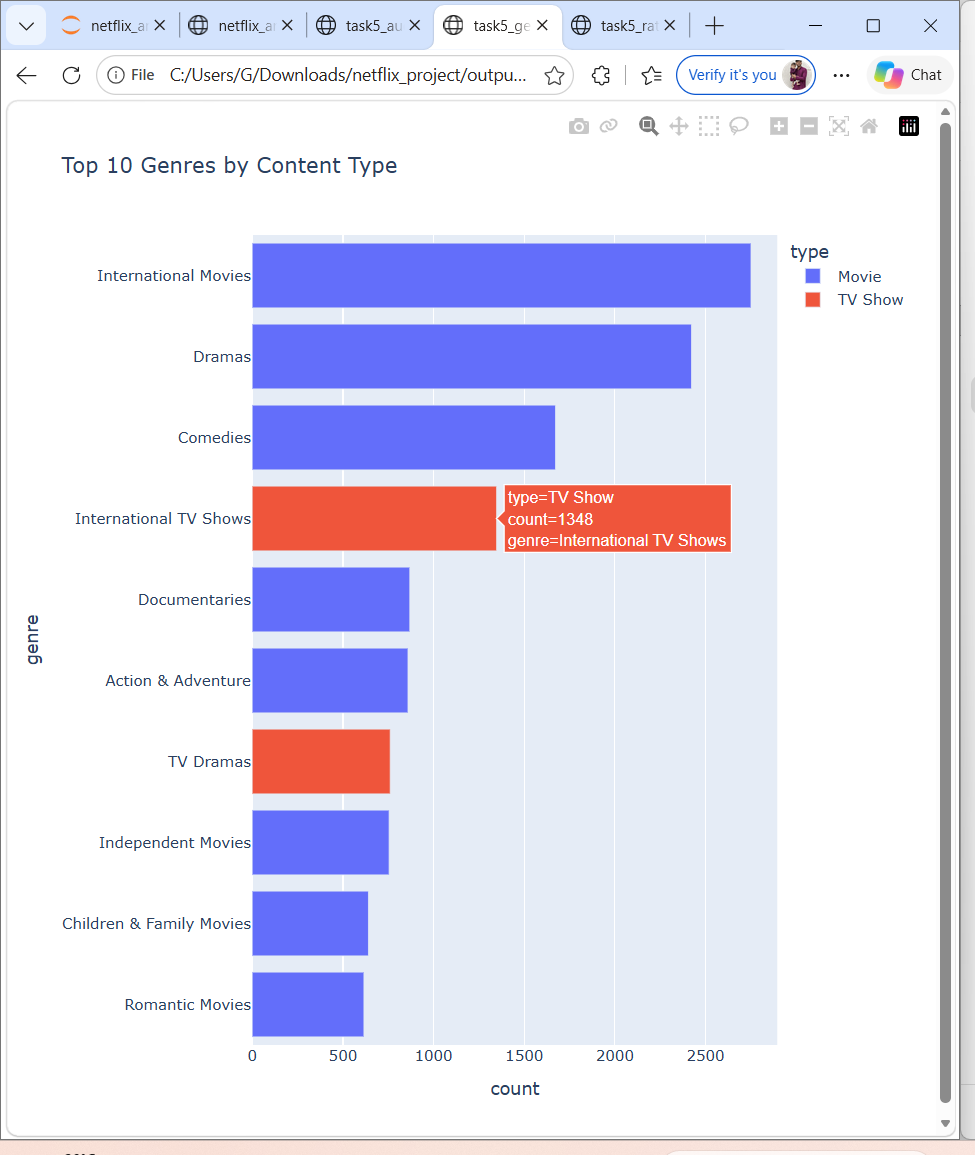 netflix_ar
netflix_ar
task5_au
task5_ge
task5_rat
File
C:/Users/G/Downloads/netflix_project/outpu...
Verify it's you
Chat
Top 10 Genres by Content Type
type
Movie
TV Show
International Movies
Dramas
Comedies
International TV Shows
type=TV Show
count=1348
genre=International TV Shows
Documentaries
Action & Adventure
TV Dramas
Independent Movies
Children & Family Movies
Romantic Movies
genre
0 500 1000 1500 2000 2500
count